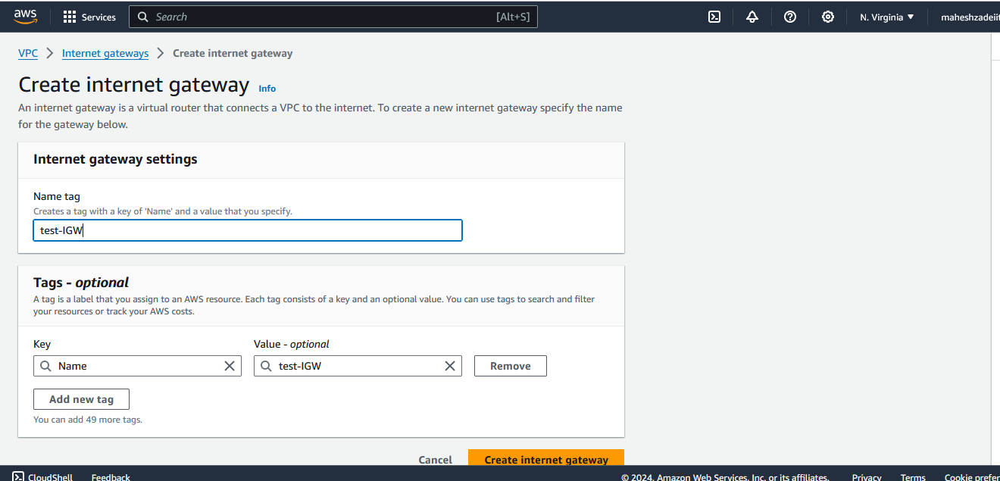 aws Services Search [Alt+S] N. Virginia
VPC Internet gateways Create internet gateway
Create internet gateway Info
An internet gateway is a virtual router that connects a VPC to the internet. To create a new internet gateway specify the name
for the gateway below.
Internet gateway settings
Name tag
Creates a tag with a key of 'Name' and a value that you specify.
test-IGW
Tags - optional
A tag is a label that you assign to an AWS resource. Each tag consists of a key and an optional value. You can use tags to search and filter
your resources or track your AWS costs.
Key Value - optional
Name test-IGW Remove
Add new tag
You can add 49 more tags.
Cancel Create internet gateway
CloudShell Feedback © 2024, Amazon Web Services, Inc. or its affiliates. Privacy Terms Cookie